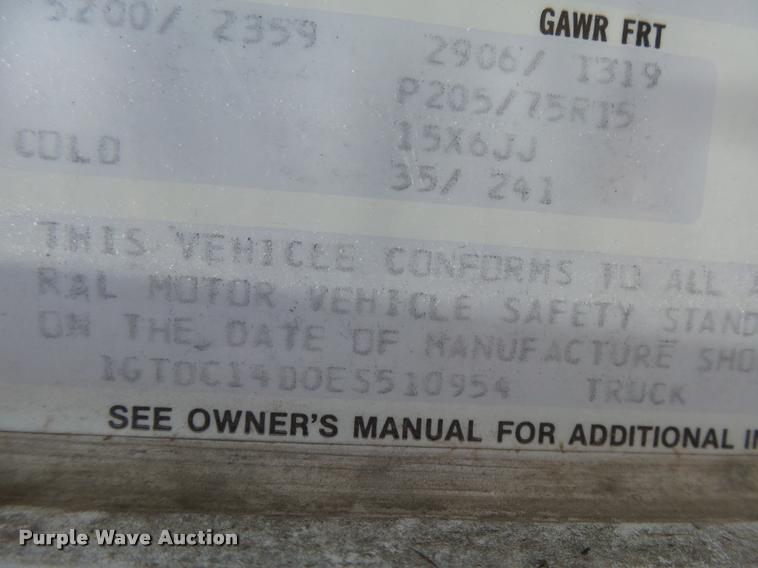 GAWR FRT
5200/ 2359
2906/ 1319
P205/75R15
15X6JJ
COLD
35/ 241
THIS VEHICLE CONFORMS TO ALL
RAL MOTOR VEHICLE SAFETY STAND
ON THE DATE OF MANUFACTURE SHO
1GTDC14D0ES510954 TRUCK
SEE OWNER'S MANUAL FOR ADDITIONAL IN
Purple Wave Auction